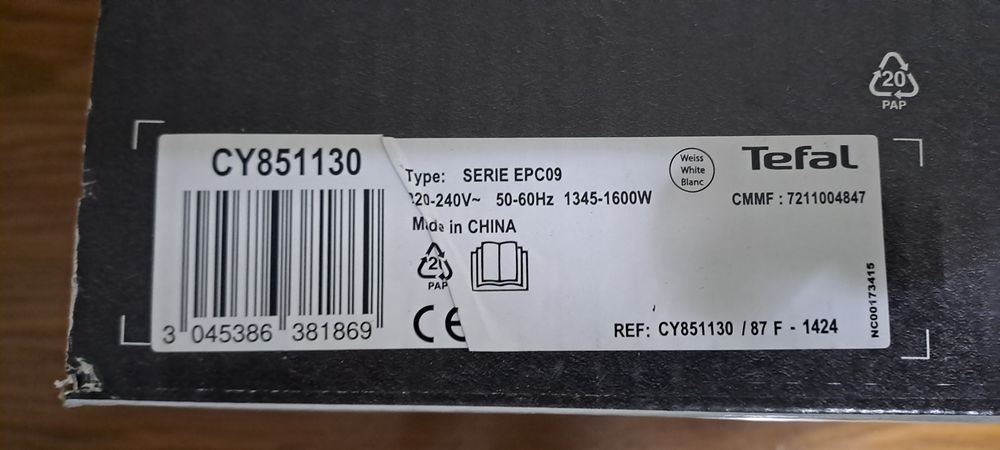 20
PAP
CY851130
3 045386 381869
Type: SERIE EPC09
220-240V~ 50-60Hz 1345-1600W
Made in CHINA
21
PAP
CE
Weiss
White
Blanc
Tefal
CMMF : 7211004847
REF: CY851130 / 87 F - 1424
NC00173415